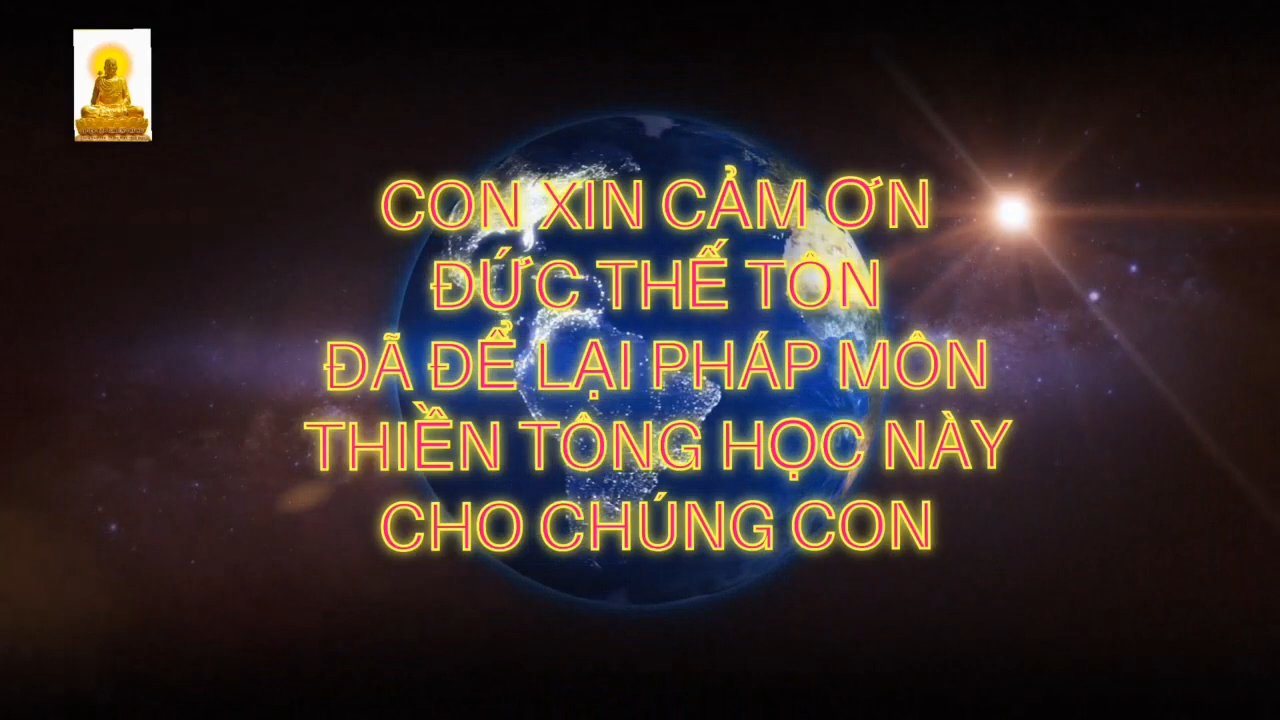 CON XIN CẢM ƠN
ĐỨC THẾ TÔN
ĐÃ ĐỂ LẠI PHÁP MÔN
THIỀN TÔNG HỌC NÀY
CHO CHÚNG CON